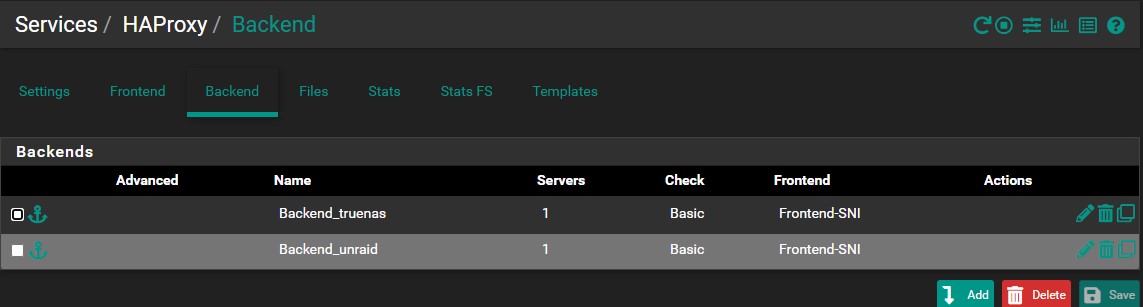 Services / HAProxy / Backend
Settings Frontend Backend Files Stats Stats FS Templates
Backends
Advanced Name Servers Check Frontend Actions
Backend_truenas 1 Basic Frontend-SNI
Backend_unraid 1 Basic Frontend-SNI
Add Delete Save